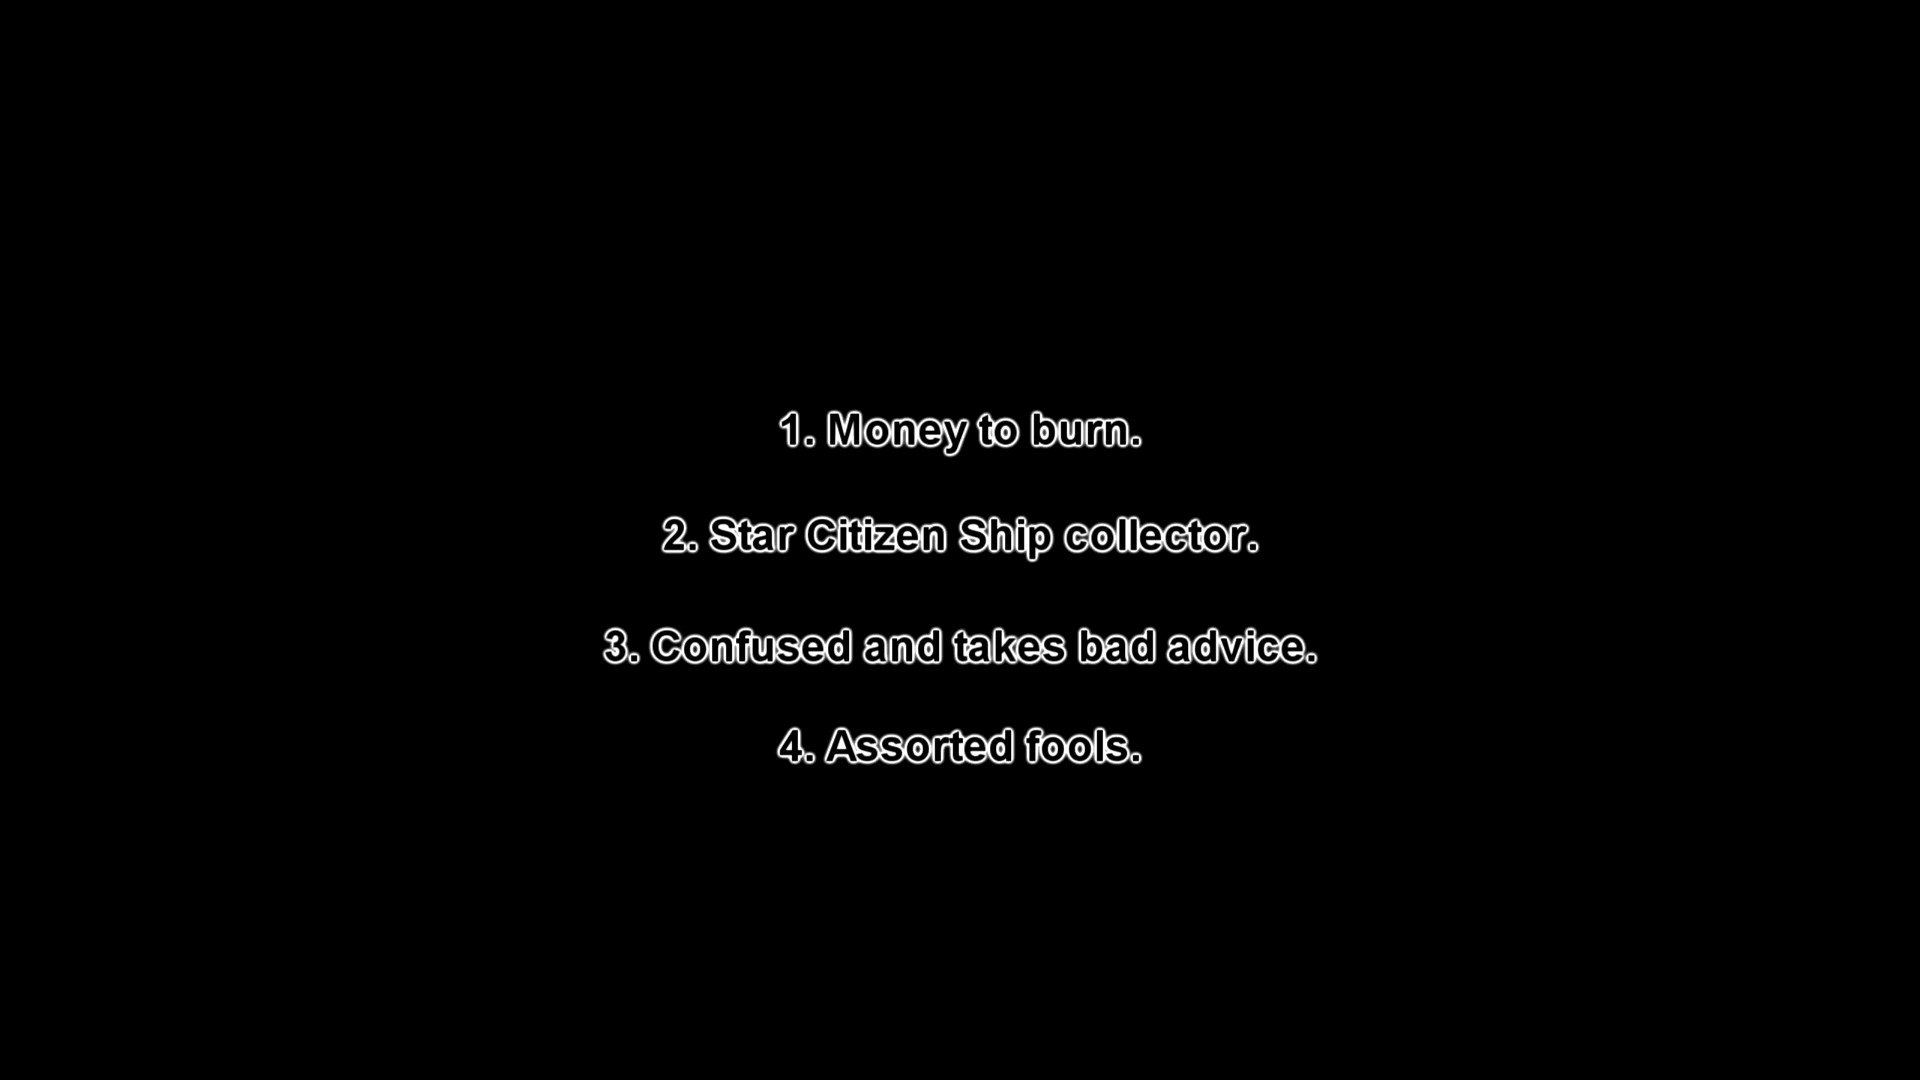 1. Money to burn.
2. Star Citizen Ship collector.
3. Confused and takes bad advice.
4. Assorted fools.